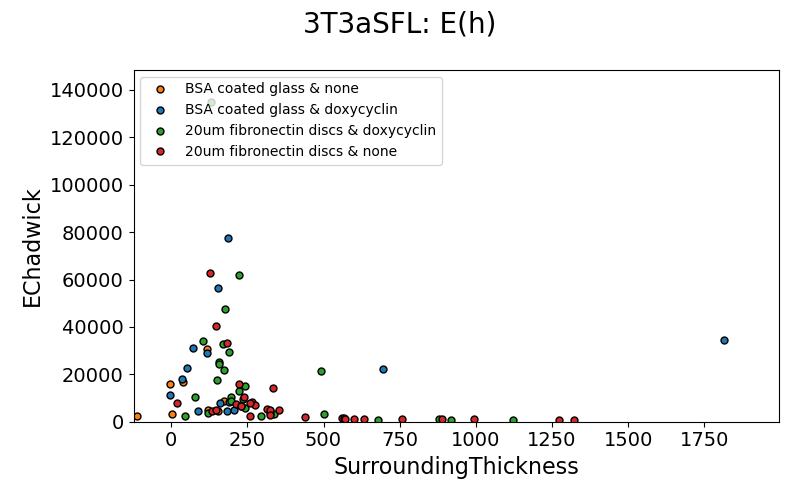 3T3aSFL: E(h)
BSA coated glass & none
BSA coated glass & doxycyclin
20um fibronectin discs & doxycyclin
20um fibronectin discs & none
EChadwick
140000
120000
100000
80000
60000
40000
20000
0
0 250 500 750 1000 1250 1500 1750
SurroundingThickness